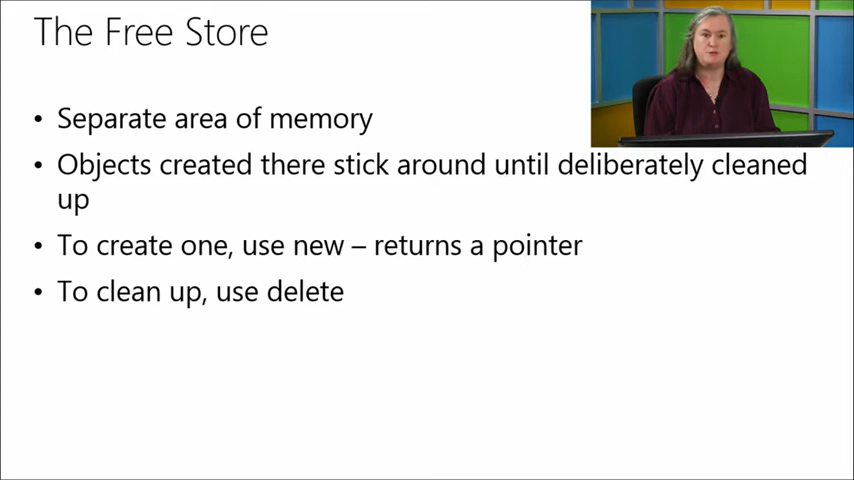 The Free Store
• Separate area of memory
• Objects created there stick around until deliberately cleaned
up
• To create one, use new – returns a pointer
• To clean up, use delete